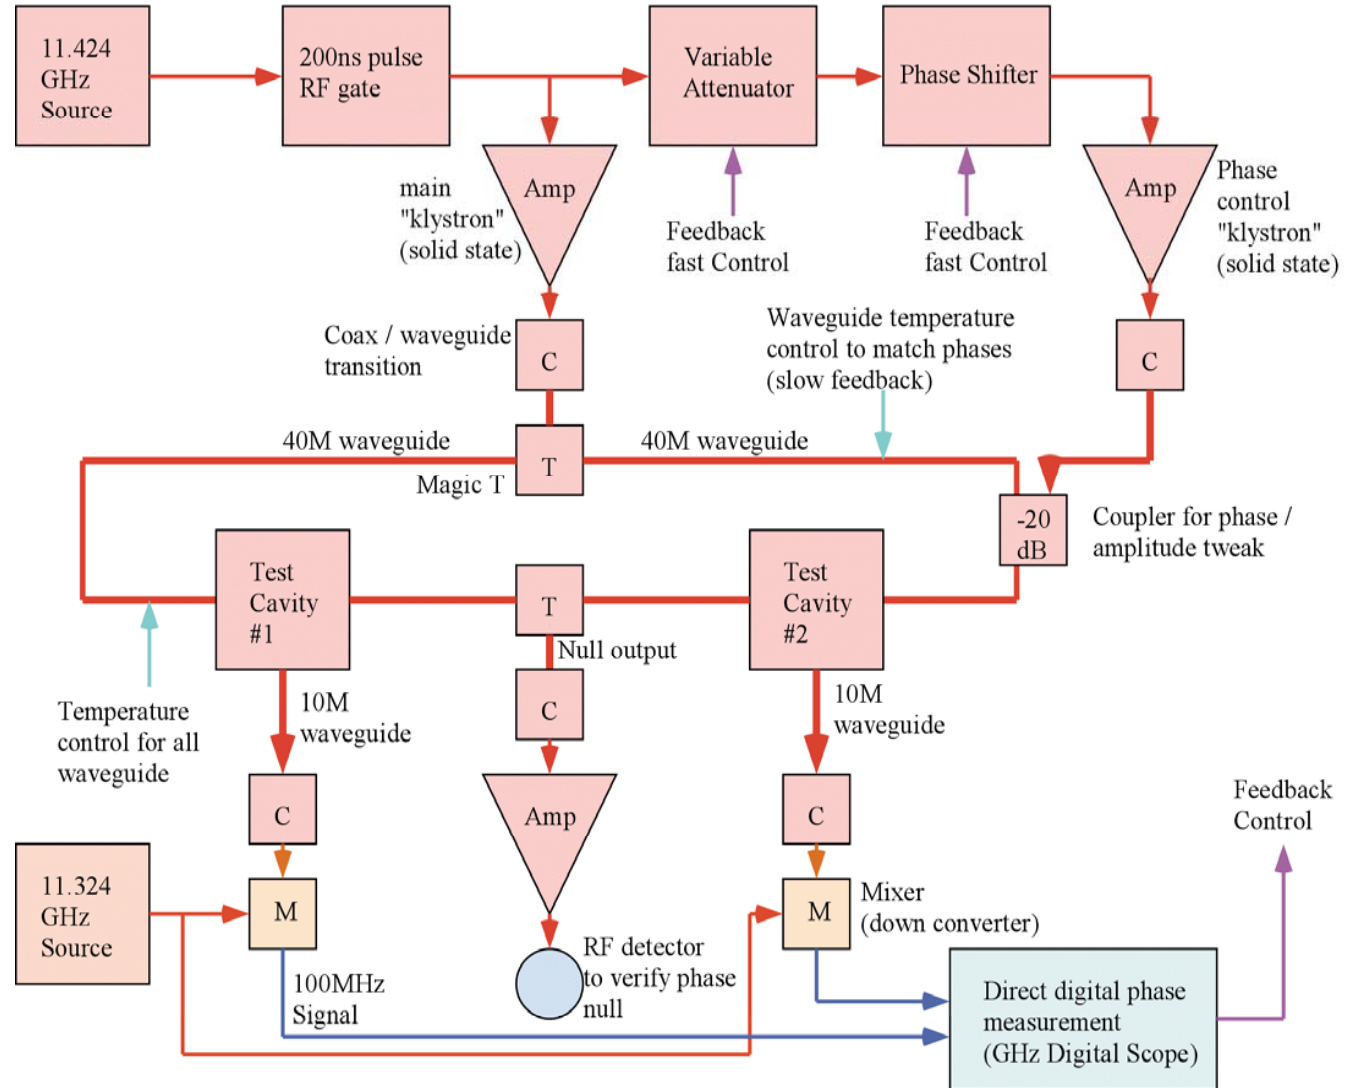 11.424
GHz
Source
200ns pulse
RF gate
Variable
Attenuator
Phase Shifter
main
"klystron"
(solid state)
Amp
Feedback
fast Control
Feedback
fast Control
Amp
Phase
control
"klystron"
(solid state)
Coax / waveguide
transition
C
Waveguide temperature
control to match phases
(slow feedback)
C
40M waveguide
Magic T
T
40M waveguide
-20
dB
Coupler for phase /
amplitude tweak
Test
Cavity
#1
T
Null output
Test
Cavity
#2
Temperature
control for all
waveguide
10M
waveguide
C
10M
waveguide
C
Amp
C
Feedback
Control
11.324
GHz
Source
M
M
Mixer
(down converter)
100MHz
Signal
RF detector
to verify phase
null
Direct digital phase
measurement
(GHz Digital Scope)